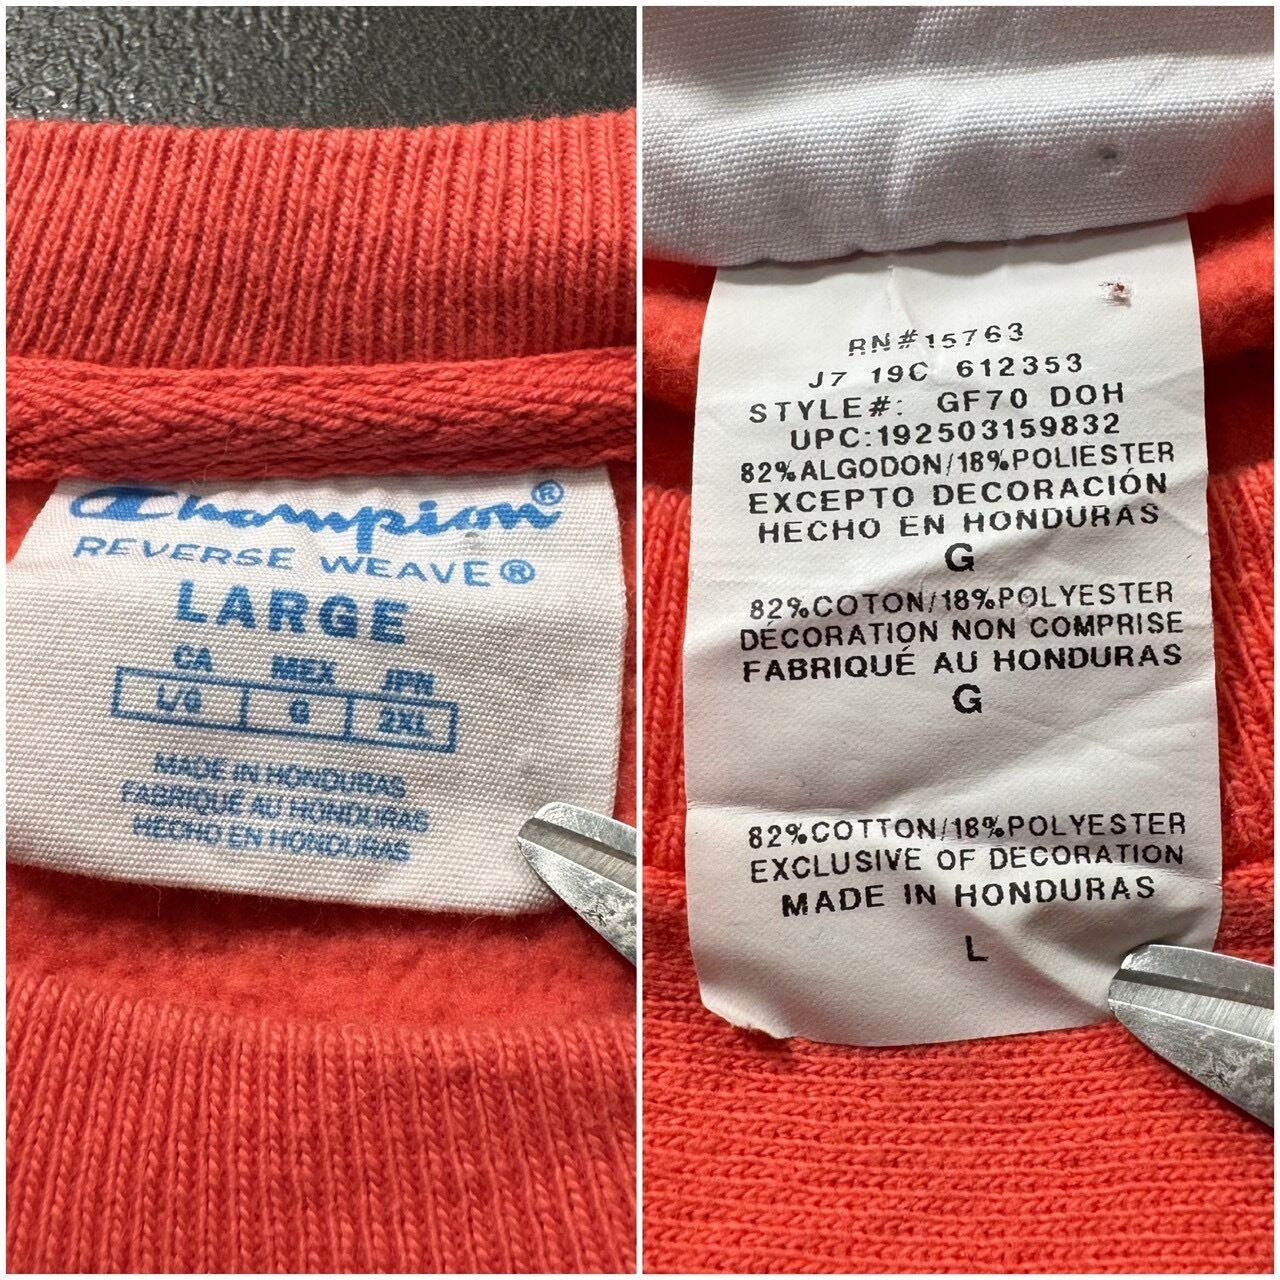 Champion®
REVERSE WEAVE®
LARGE
CA MEX JPN
L/G G 2XL
MADE IN HONDURAS
FABRIQUÉ AU HONDURAS
HECHO EN HONDURAS
RN#15763
J7 19C 612353
STYLE#: GF70 DOH
UPC:192503159832
82%ALGODON/18%POLIESTER
EXCEPTO DECORACIÓN
HECHO EN HONDURAS
G
82%COTON/18%POLYESTER
DÉCORATION NON COMPRISE
FABRIQUÉ AU HONDURAS
G
82%COTTON/18%POLYESTER
EXCLUSIVE OF DECORATION
MADE IN HONDURAS
L